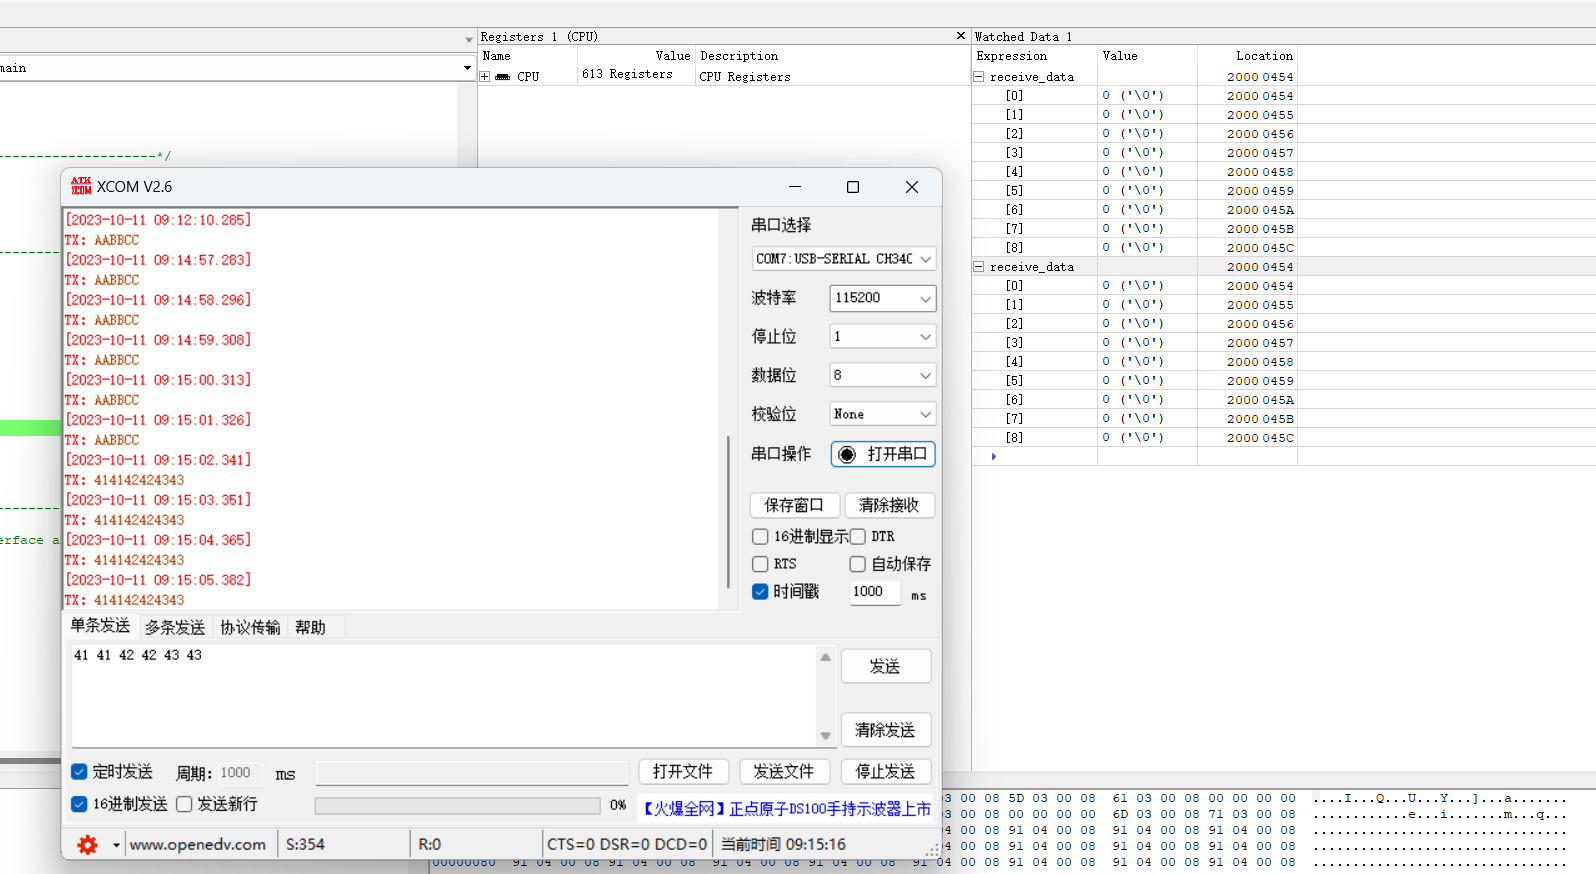 Registers 1 (CPU)
Name Value Description
CPU 613 Registers CPU Registers
Watched Data 1
Expression Value Location
receive_data 2000 0454
[0] 0 ('\0') 2000 0454
[1] 0 ('\0') 2000 0455
[2] 0 ('\0') 2000 0456
[3] 0 ('\0') 2000 0457
[4] 0 ('\0') 2000 0458
[5] 0 ('\0') 2000 0459
[6] 0 ('\0') 2000 045A
[7] 0 ('\0') 2000 045B
[8] 0 ('\0') 2000 045C
receive_data 2000 0454
[0] 0 ('\0') 2000 0454
[1] 0 ('\0') 2000 0455
[2] 0 ('\0') 2000 0456
[3] 0 ('\0') 2000 0457
[4] 0 ('\0') 2000 0458
[5] 0 ('\0') 2000 0459
[6] 0 ('\0') 2000 045A
[7] 0 ('\0') 2000 045B
[8] 0 ('\0') 2000 045C
main
--------------------*/
erface a
ATK XCOM XCOM V2.6
[2023-10-11 09:12:10.285]
TX: AABBCC
[2023-10-11 09:14:57.283]
TX: AABBCC
[2023-10-11 09:14:58.296]
TX: AABBCC
[2023-10-11 09:14:59.308]
TX: AABBCC
[2023-10-11 09:15:00.313]
TX: AABBCC
[2023-10-11 09:15:01.326]
TX: AABBCC
[2023-10-11 09:15:02.341]
TX: 414142424343
[2023-10-11 09:15:03.351]
TX: 414142424343
[2023-10-11 09:15:04.365]
TX: 414142424343
[2023-10-11 09:15:05.382]
TX: 414142424343
串口选择
COM7:USB-SERIAL CH340
波特率 115200
停止位 1
数据位 8
校验位 None
串口操作 打开串口
保存窗口 清除接收
16进制显示 DTR
RTS 自动保存
时间戳 1000 ms
单条发送 多条发送 协议传输 帮助
41 41 42 42 43 43
发送
清除发送
定时发送 周期: 1000 ms 打开文件 发送文件 停止发送
16进制发送 发送新行 0% 【火爆全网】正点原子DS100手持示波器上市
www.openedv.com S:354 R:0 CTS=0 DSR=0 DCD=0 当前时间 09:15:16
03 00 08 5D 03 00 08 61 03 00 08 00 00 00 00 ....I...Q...U...Y...]...a.......
03 00 08 00 00 00 00 6D 03 00 08 71 03 00 08 ............e...i.......m...q...
04 00 08 91 04 00 08 91 04 00 08 91 04 00 08 ................................
04 00 08 91 04 00 08 91 04 00 08 91 04 00 08 ................................
00000080 91 04 00 08 91 04 00 08 91 04 00 08 91 04 00 08 91 04 00 08 91 04 00 08 ................................